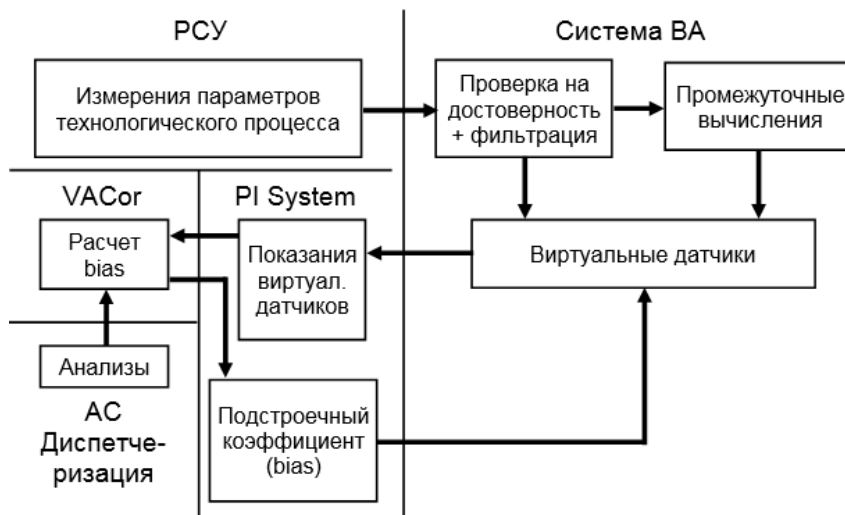 РСУ
Система ВА
Измерения параметров
технологического процесса
Проверка на
достоверность
+ фильтрация
Промежуточные
вычисления
VACor
PI System
Расчет
bias
Показания
виртуал.
датчиков
Виртуальные датчики
Анализы
АС
Диспетче-
ризация
Подстроечный
коэффициент
(bias)